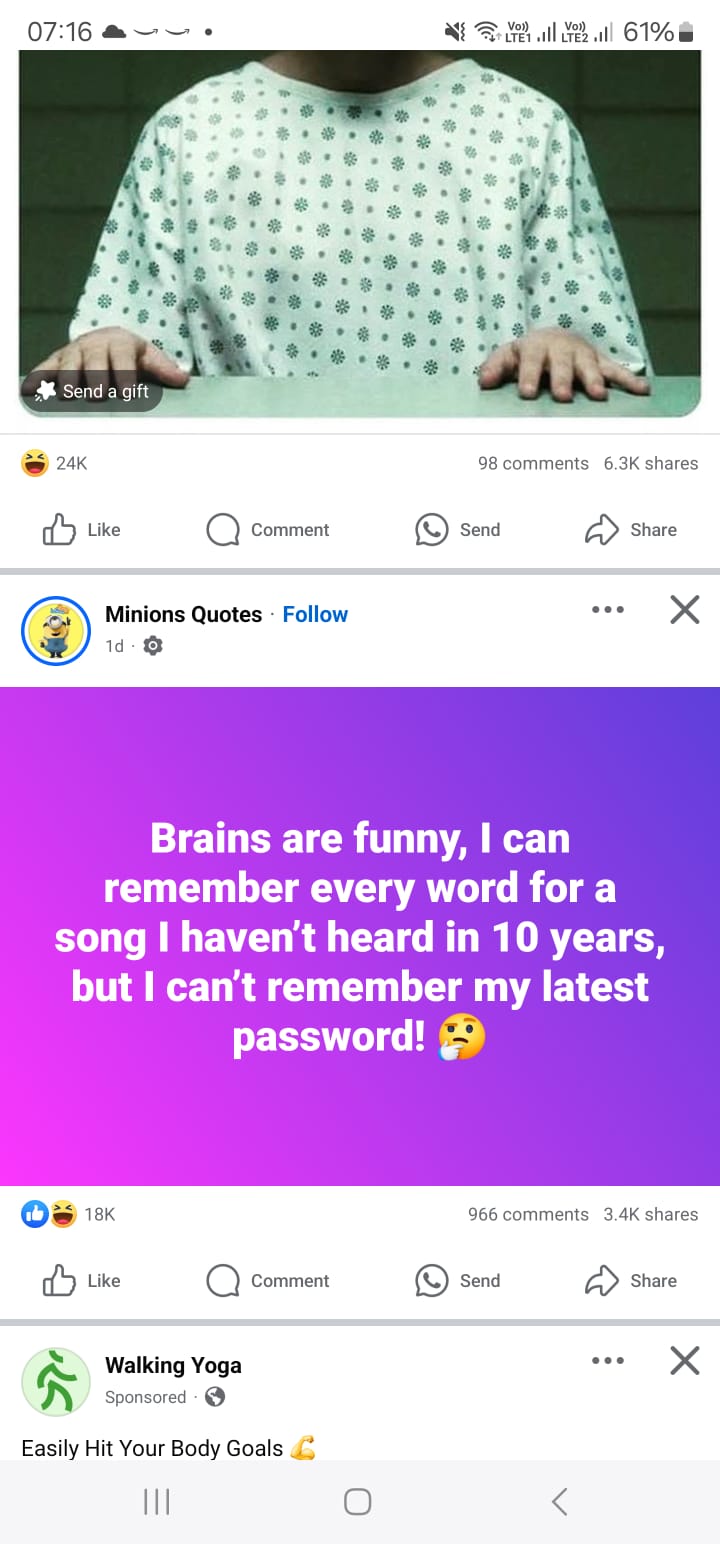 07:16 Vo)) LTE1 Vo)) LTE2 61%
Send a gift
24K 98 comments 6.3K shares
Like Comment Send Share
Minions Quotes · Follow
1d ·
Brains are funny, I can
remember every word for a
song I haven’t heard in 10 years,
but I can’t remember my latest
password! 🤔
18K 966 comments 3.4K shares
Like Comment Send Share
Walking Yoga
Sponsored ·
Easily Hit Your Body Goals 💪